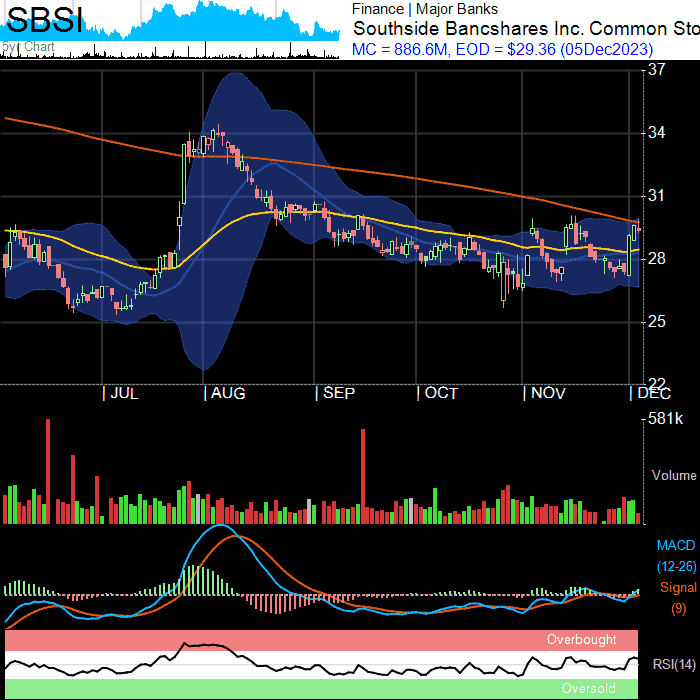 SBSI
5yr Chart
Finance | Major Banks
Southside Bancshares Inc. Common Sto
MC = 886.6M, EOD = $29.36 (05Dec2023)
37
34
31
28
25
22
| JUL | AUG | SEP | OCT | NOV | DEC
581k
Volume
MACD
(12-26)
Signal
(9)
Overbought
RSI(14)
Oversold